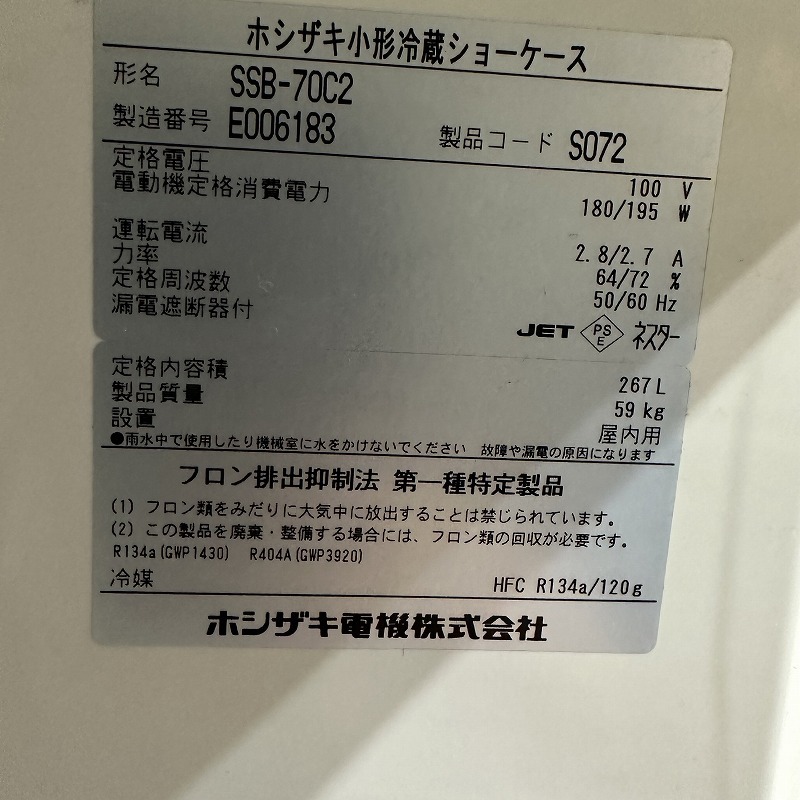 ホシザキ小形冷蔵ショーケース
形名 SSB-70C2
製造番号 E006183 製品コード S072
定格電圧 100 V
電動機定格消費電力 180/195 W
運転電流 2.8/2.7 A
力率 64/72 %
定格周波数 50/60 Hz
漏電遮断器付
JET PS E ネスター
定格内容積 267 L
製品質量 59 kg
設置 屋内用
●雨水中で使用したり機械室に水をかけないでください 故障や漏電の原因になります
フロン排出抑制法 第一種特定製品
(1) フロン類をみだりに大気中に放出することは禁じられています。
(2) この製品を廃棄・整備する場合には、フロン類の回収が必要です。
R134a(GWP1430) R404A(GWP3920)
冷媒 HFC R134a/120g
ホシザキ電機株式会社